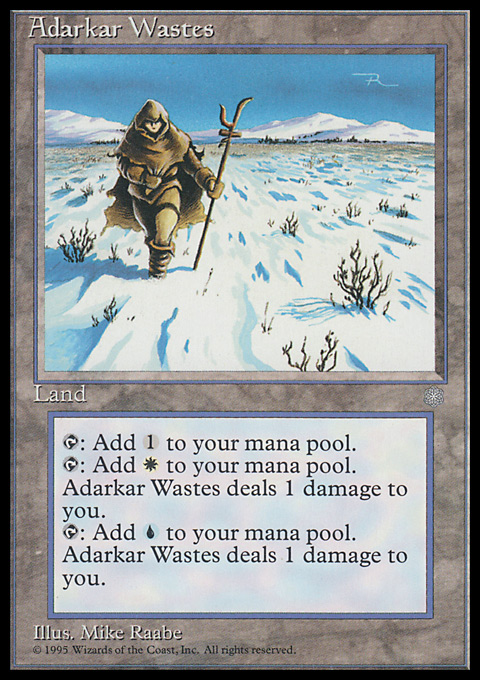 Adarkar Wastes
Land
: Add 1 to your mana pool.
: Add to your mana pool.
Adarkar Wastes deals 1 damage to
you.
: Add to your mana pool.
Adarkar Wastes deals 1 damage to
you.
Illus. Mike Raabe
© 1995 Wizards of the Coast, Inc. All rights reserved.